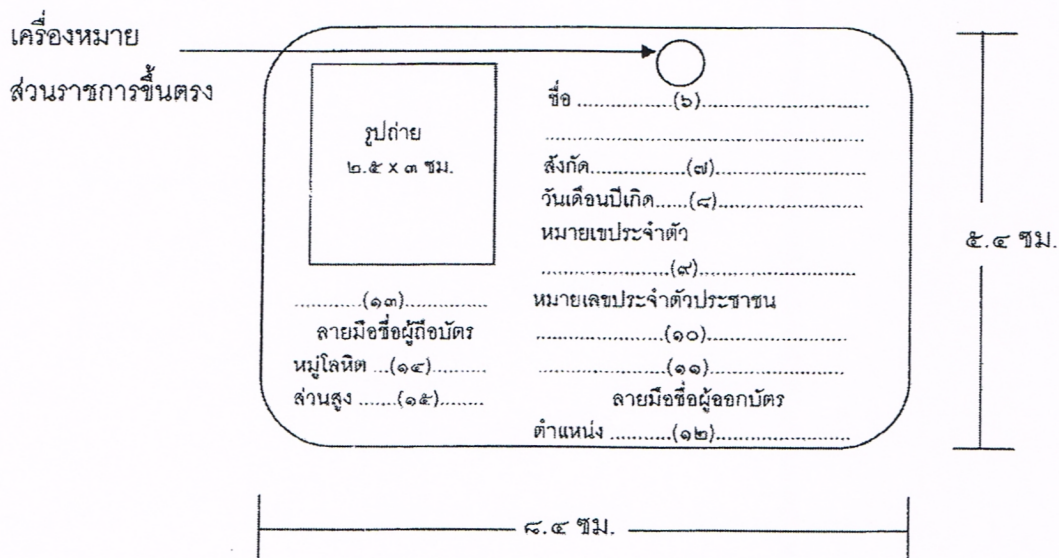 เครื่องหมาย
ส่วนราชการขึ้นตรง
รูปถ่าย
๒.๕ x ๓ ซม.
ชื่อ ................(๖)............................
......................................................
สังกัด................(๗).........................
วันเดือนปีเกิด......(๘)........................
หมายเขประจำตัว
......................(๙)..........................
หมายเลขประจำตัวประชาชน
.....................(๑๐).......................
......................(๑๑).......................
ลายมือชื่อผู้ออกบัตร
ตำแหน่ง ...........(๑๒).......................
...........(๑๓)..............
ลายมือชื่อผู้ถือบัตร
หมู่โลหิต ...(๑๔).........
ส่วนสูง .......(๑๕)........
๕.๔ ซม.
๘.๔ ซม.